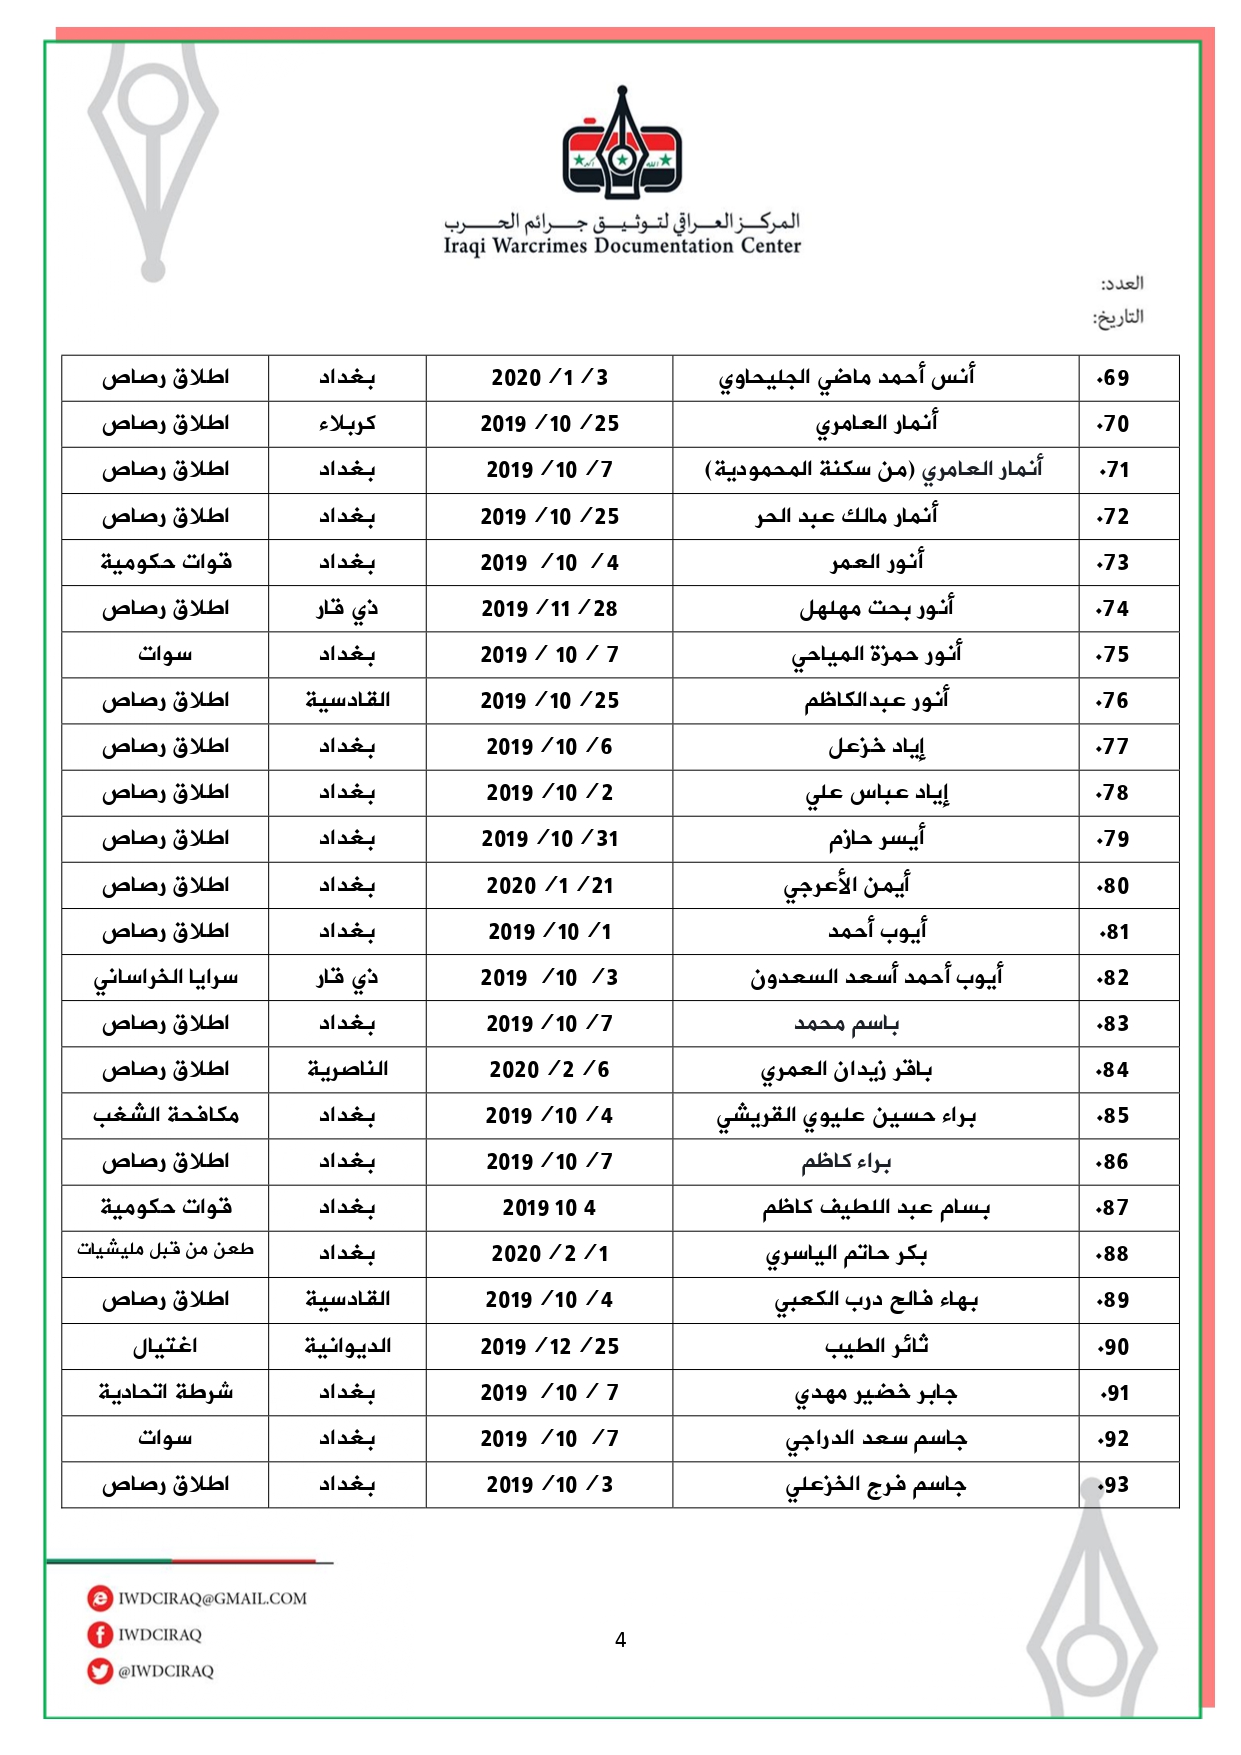 المركز العراقي لتوثيق جرائم الحرب
Iraqi Warcrimes Documentation Center
العدد:
التاريخ:
69. أنس أحمد ماضي الجليحاوي 3/ 1/ 2020 بغداد اطلاق رصاص
70. أنمار العامري 25/ 10/ 2019 كربلاء اطلاق رصاص
71. أنمار العامري (من سكنة المحمودية) 7/ 10/ 2019 بغداد اطلاق رصاص
72. أنمار مالك عبد الحر 25/ 10/ 2019 بغداد اطلاق رصاص
73. أنور العمر 4/ 10/ 2019 بغداد قوات حكومية
74. أنور بحت مهلهل 28/ 11/ 2019 ذي قار اطلاق رصاص
75. أنور حمزة المياحي 7 / 10 / 2019 بغداد سوات
76. أنور عبدالكاظم 25/ 10/ 2019 القادسية اطلاق رصاص
77. إياد خزعل 6/ 10/ 2019 بغداد اطلاق رصاص
78. إياد عباس علي 2/ 10/ 2019 بغداد اطلاق رصاص
79. أيسر حازم 31/ 10/ 2019 بغداد اطلاق رصاص
80. أيمن الأعرجي 21/ 1/ 2020 بغداد اطلاق رصاص
81. أيوب أحمد 1/ 10/ 2019 بغداد اطلاق رصاص
82. أيوب أحمد أسعد السعدون 3/ 10/ 2019 ذي قار سرايا الخراساني
83. باسم محمد 7/ 10/ 2019 بغداد اطلاق رصاص
84. باقر زيدان العمري 6/ 2/ 2020 الناصرية اطلاق رصاص
85. براء حسين عليوي القريشي 4/ 10/ 2019 بغداد مكافحة الشغب
86. براء كاظم 7/ 10/ 2019 بغداد اطلاق رصاص
87. بسام عبد اللطيف كاظم 4 10 2019 بغداد قوات حكومية
88. بكر حاتم الياسري 1/ 2/ 2020 بغداد طعن من قبل مليشيات
89. بهاء فالح درب الكعبي 4/ 10/ 2019 القادسية اطلاق رصاص
90. ثائر الطيب 25/ 12/ 2019 الديوانية اغتيال
91. جابر خضير مهدي 7 / 10/ 2019 بغداد شرطة اتحادية
92. جاسم سعد الدراجي 7/ 10/ 2019 بغداد سوات
93. جاسم فرج الخزعلي 3/ 10/ 2019 بغداد اطلاق رصاص
IWDCIRAQ@GMAIL.COM
IWDCIRAQ
@IWDCIRAQ
4